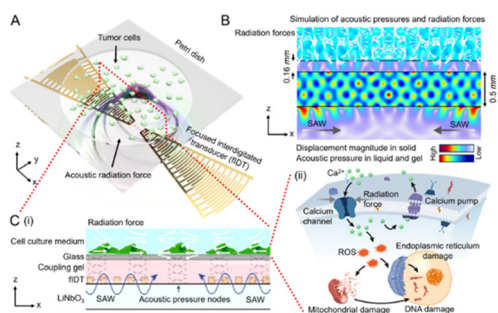 A
Tumor cells
Petri dish
Focused interdigitated
transducer (fIDT)
Acoustic radiation force
z
y
x
B
Simulation of acoustic pressures and radiation forces
Radiation forces
0.16 mm
0.5 mm
SAW
SAW
z
x
Displacement magnitude in solid
Acoustic pressure in liquid and gel
High
Low
C (i)
Radiation force
Cell culture medium
Glass
Coupling gel
fIDT
LiNbO3
SAW
Acoustic pressure nodes
SAW
z
x
(ii)
Ca2+
Calcium
channel
Radiation
force
Calcium pump
ROS
Endoplasmic reticulum
damage
Mitochondrial damage
DNA damage